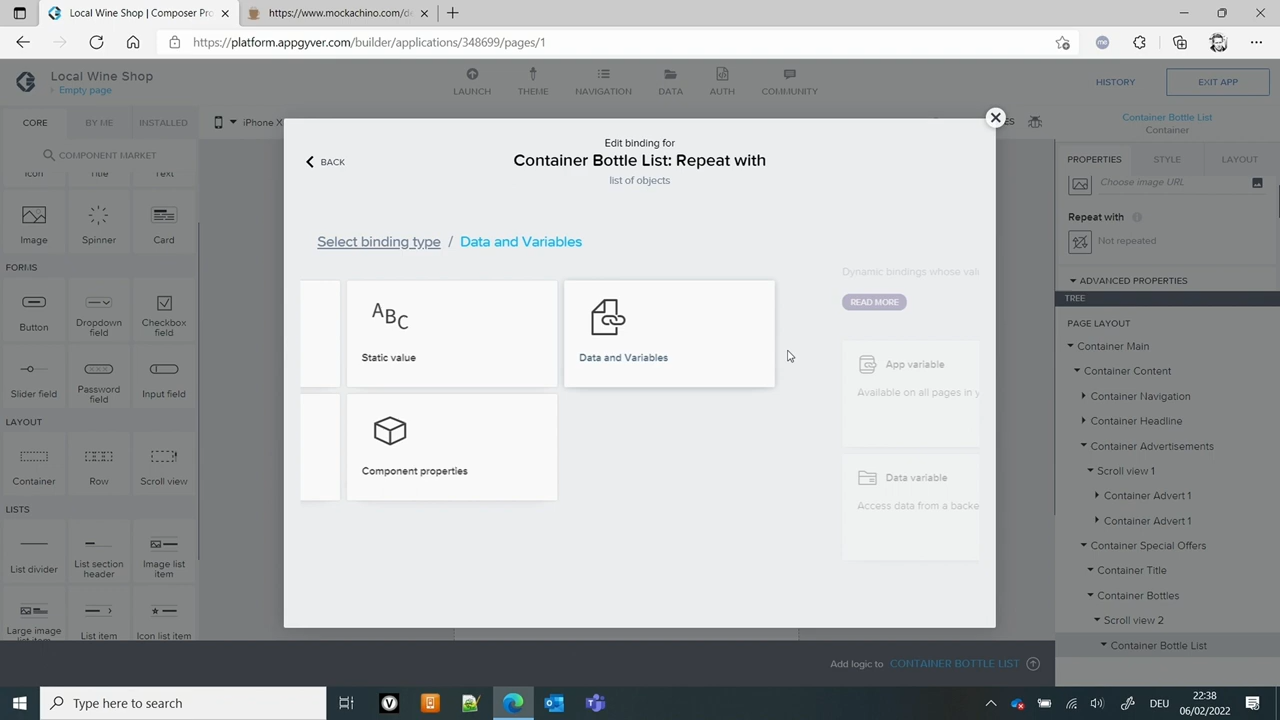 Local Wine Shop | Composer Pro
https://www.mockachino.com/de
https://platform.appgyver.com/builder/applications/348699/pages/1
Local Wine Shop
Empty page
LAUNCH
THEME
NAVIGATION
DATA
AUTH
COMMUNITY
HISTORY
EXIT APP
CORE
BY ME
INSTALLED
iPhone X
Container Bottle List
Container
COMPONENT MARKET
Icon
Title
Text
Image
Spinner
Card
FORMS
Button
Dropdown field
Checkbox field
Slider field
Password field
Input field
LAYOUT
Container
Row
Scroll view
LISTS
List divider
List section header
Image list item
Large image list item
List item
Icon list item
BACK
Edit binding for
Container Bottle List: Repeat with
list of objects
Select binding type / Data and Variables
ABC
Static value
Data and Variables
Component properties
Dynamic bindings whose val
READ MORE
App variable
Available on all pages in y
Data variable
Access data from a backe
PROPERTIES
STYLE
LAYOUT
Choose image URL
Repeat with
Not repeated
ADVANCED PROPERTIES
TREE
PAGE LAYOUT
Container Main
Container Content
Container Navigation
Container Headline
Container Advertisements
Scroll view 1
Container Advert 1
Container Advert 1
Container Special Offers
Container Title
Container Bottles
Scroll view 2
Container Bottle List
Add logic to CONTAINER BOTTLE LIST
Type here to search
DEU
22:38
06/02/2022